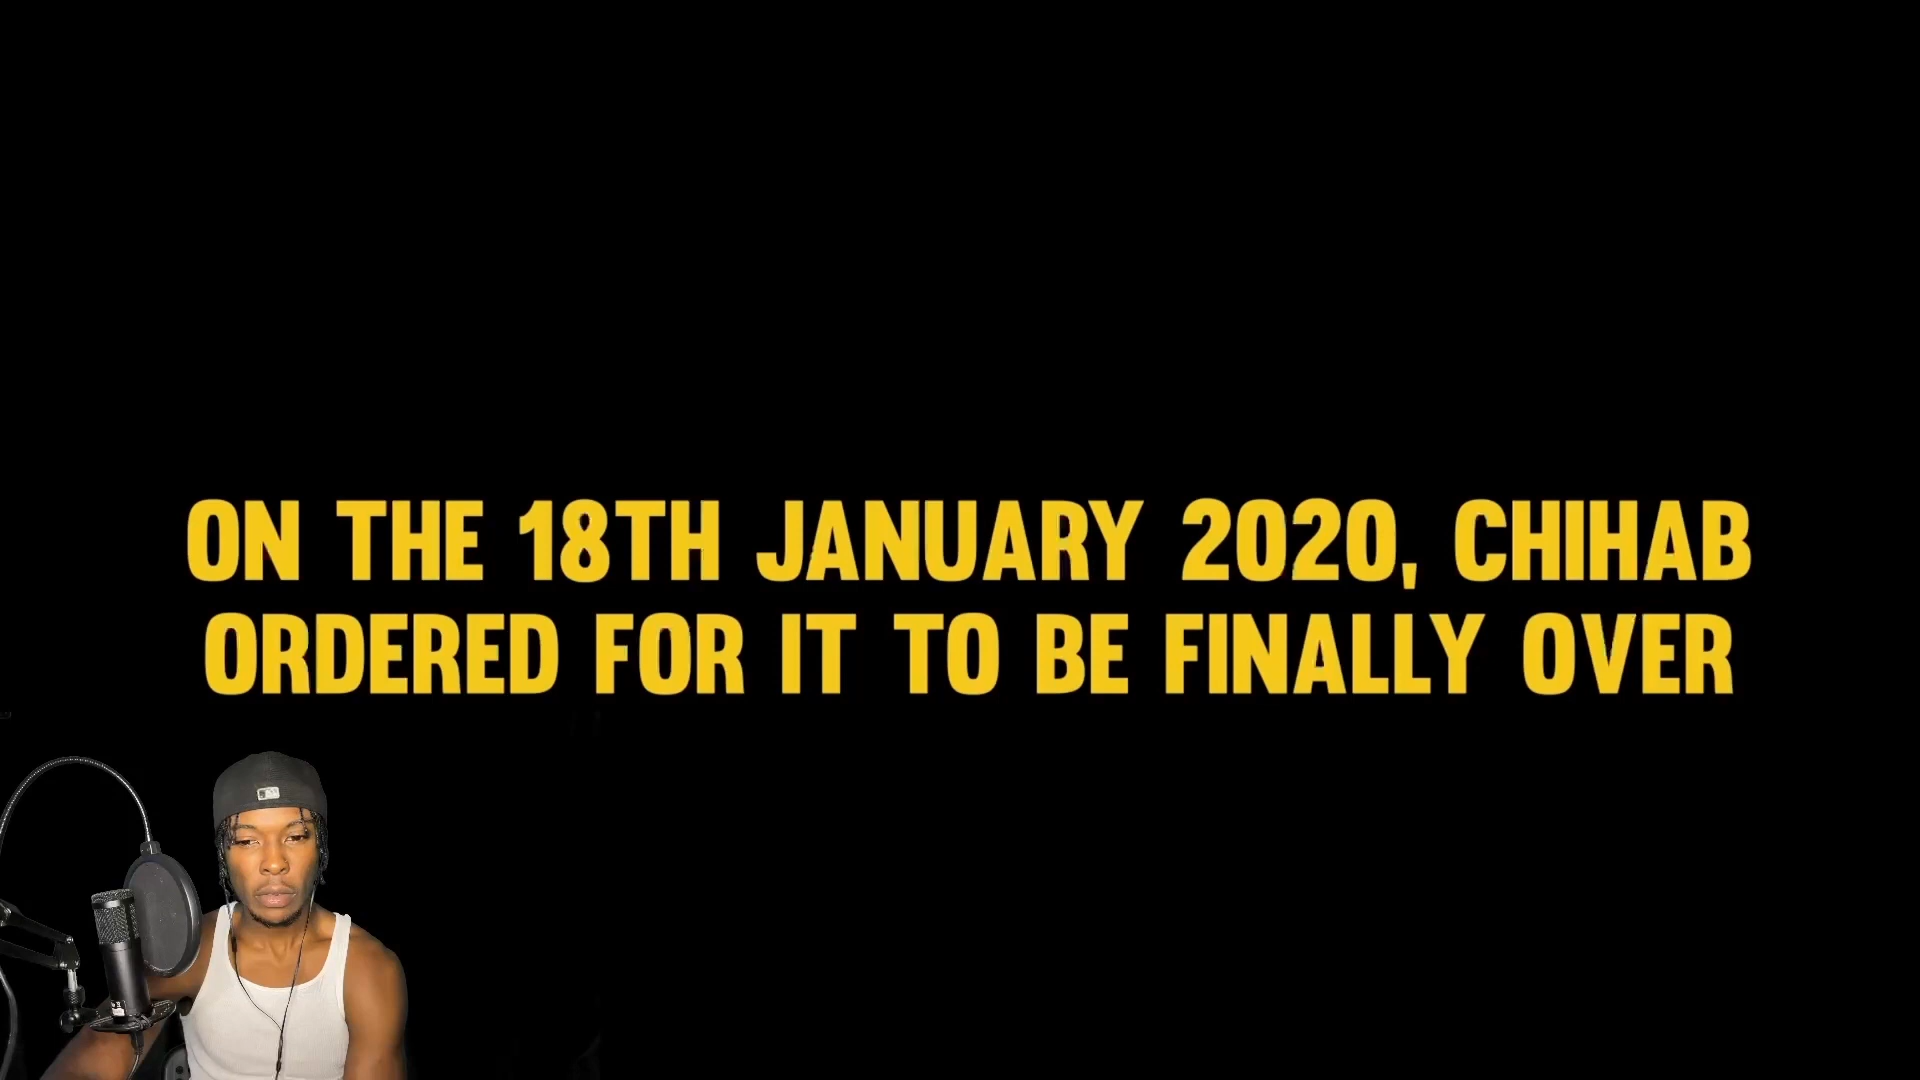 ON THE 18TH JANUARY 2020, CHIHAB
ORDERED FOR IT TO BE FINALLY OVER